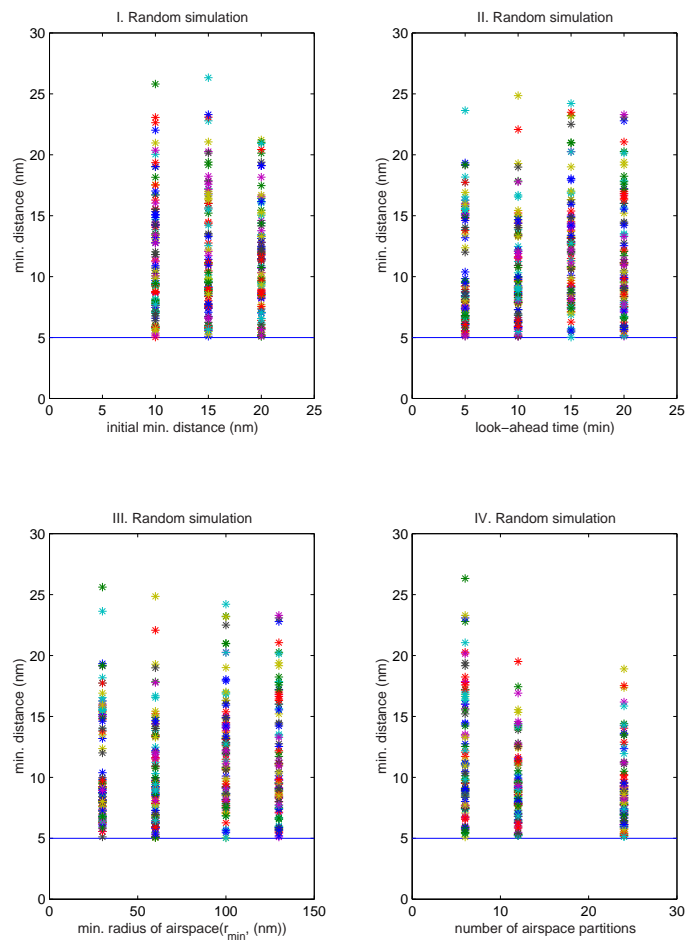 I. Random simulation
min. distance (nm)
30
25
20
15
10
5
0
0 5 10 15 20 25
initial min. distance (nm)
II. Random simulation
min. distance (nm)
30
25
20
15
10
5
0
0 5 10 15 20 25
look−ahead time (min)
III. Random simulation
min. distance (nm)
30
25
20
15
10
5
0
0 50 100 150
min. radius of airspace(r_min, (nm))
IV. Random simulation
min. distance (nm)
30
25
20
15
10
5
0
0 10 20 30
number of airspace partitions